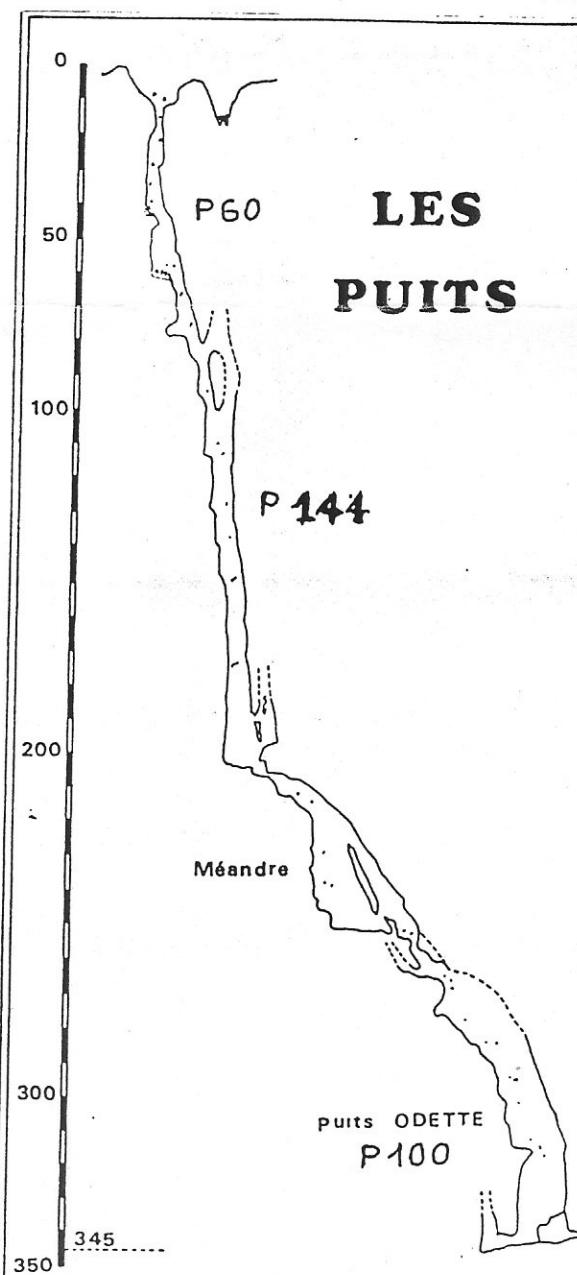 0
P60
LES
50
PUITS
100
P 144
200
Méandre
300
Puits ODETTE
P100
345
350